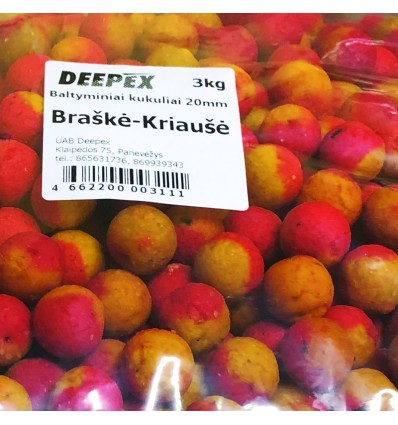 DEEPEX 3kg
Baltyminiai kukuliai 20mm
Braškė-Kriaušė
UAB Deepex
Klaipėdos 75, Panevėžys
tel.: 865631736, 869939343
4 662200 003111